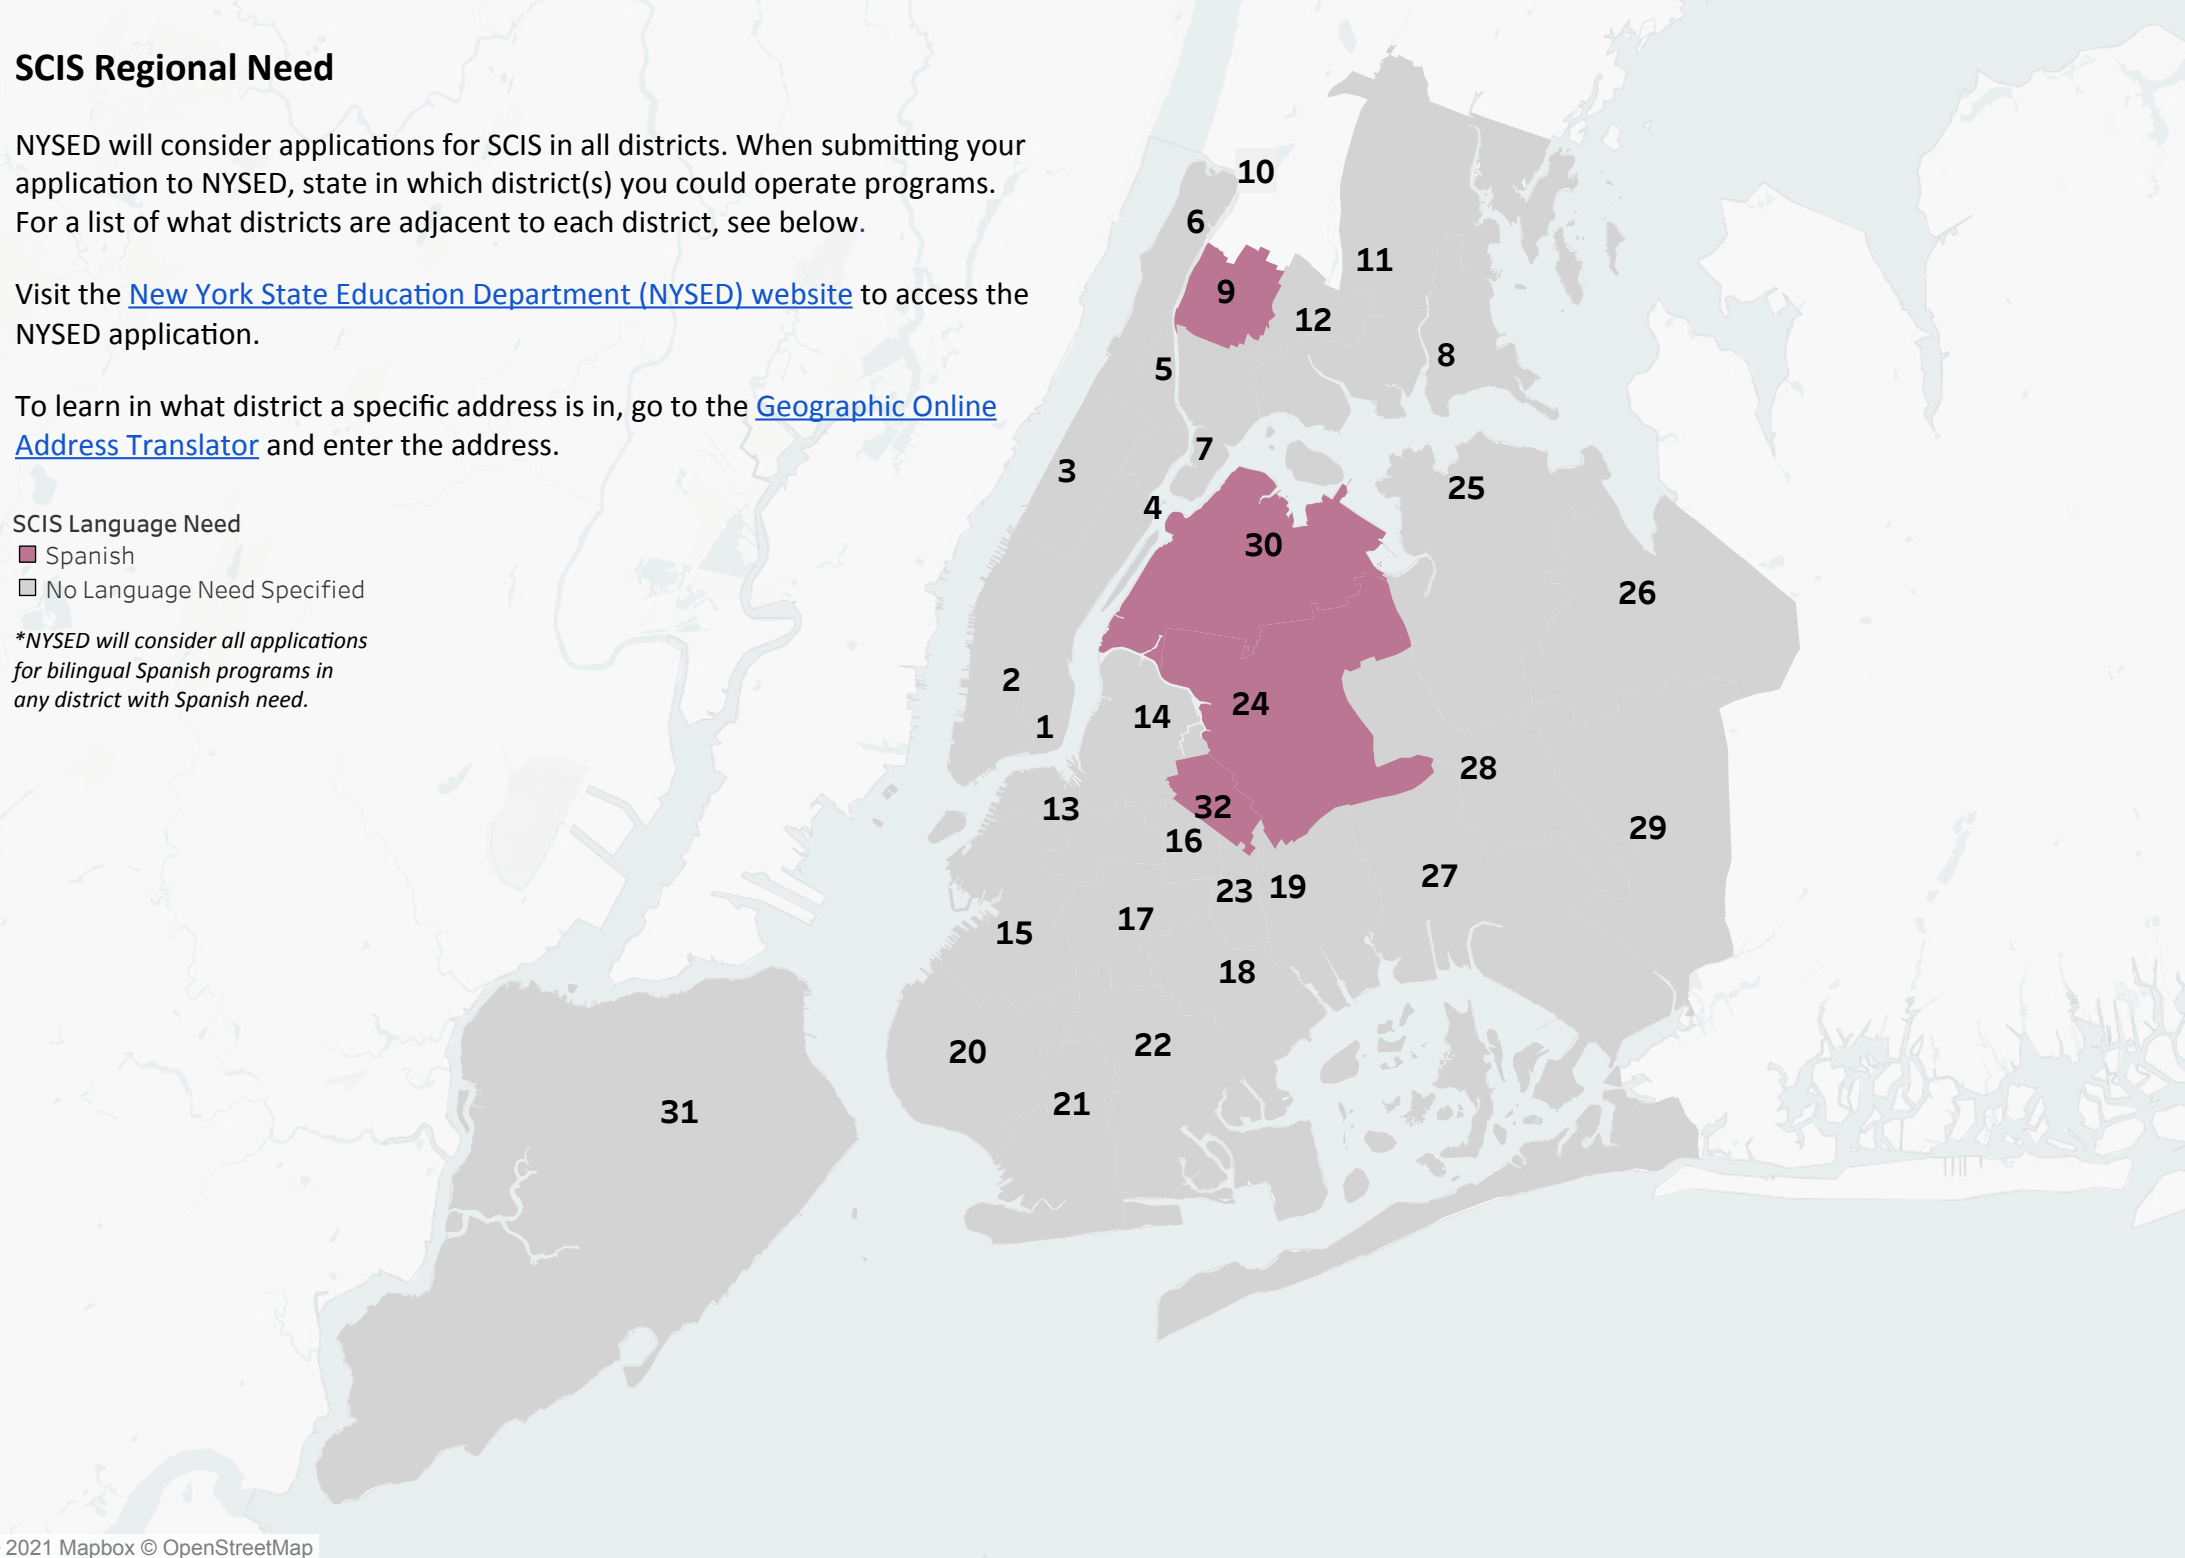 SCIS Regional Need
NYSED will consider applications for SCIS in all districts. When submitting your
application to NYSED, state in which district(s) you could operate programs.
For a list of what districts are adjacent to each district, see below.
Visit the New York State Education Department (NYSED) website to access the
NYSED application.
To learn in what district a specific address is in, go to the Geographic Online
Address Translator and enter the address.
SCIS Language Need
Spanish
No Language Need Specified
*NYSED will consider all applications
for bilingual Spanish programs in
any district with Spanish need.
10
6
11
9
12
8
5
7
3
25
4
30
26
2
24
14
1
28
32
13
29
16
27
19
23
17
15
18
22
20
21
31
2021 Mapbox © OpenStreetMap